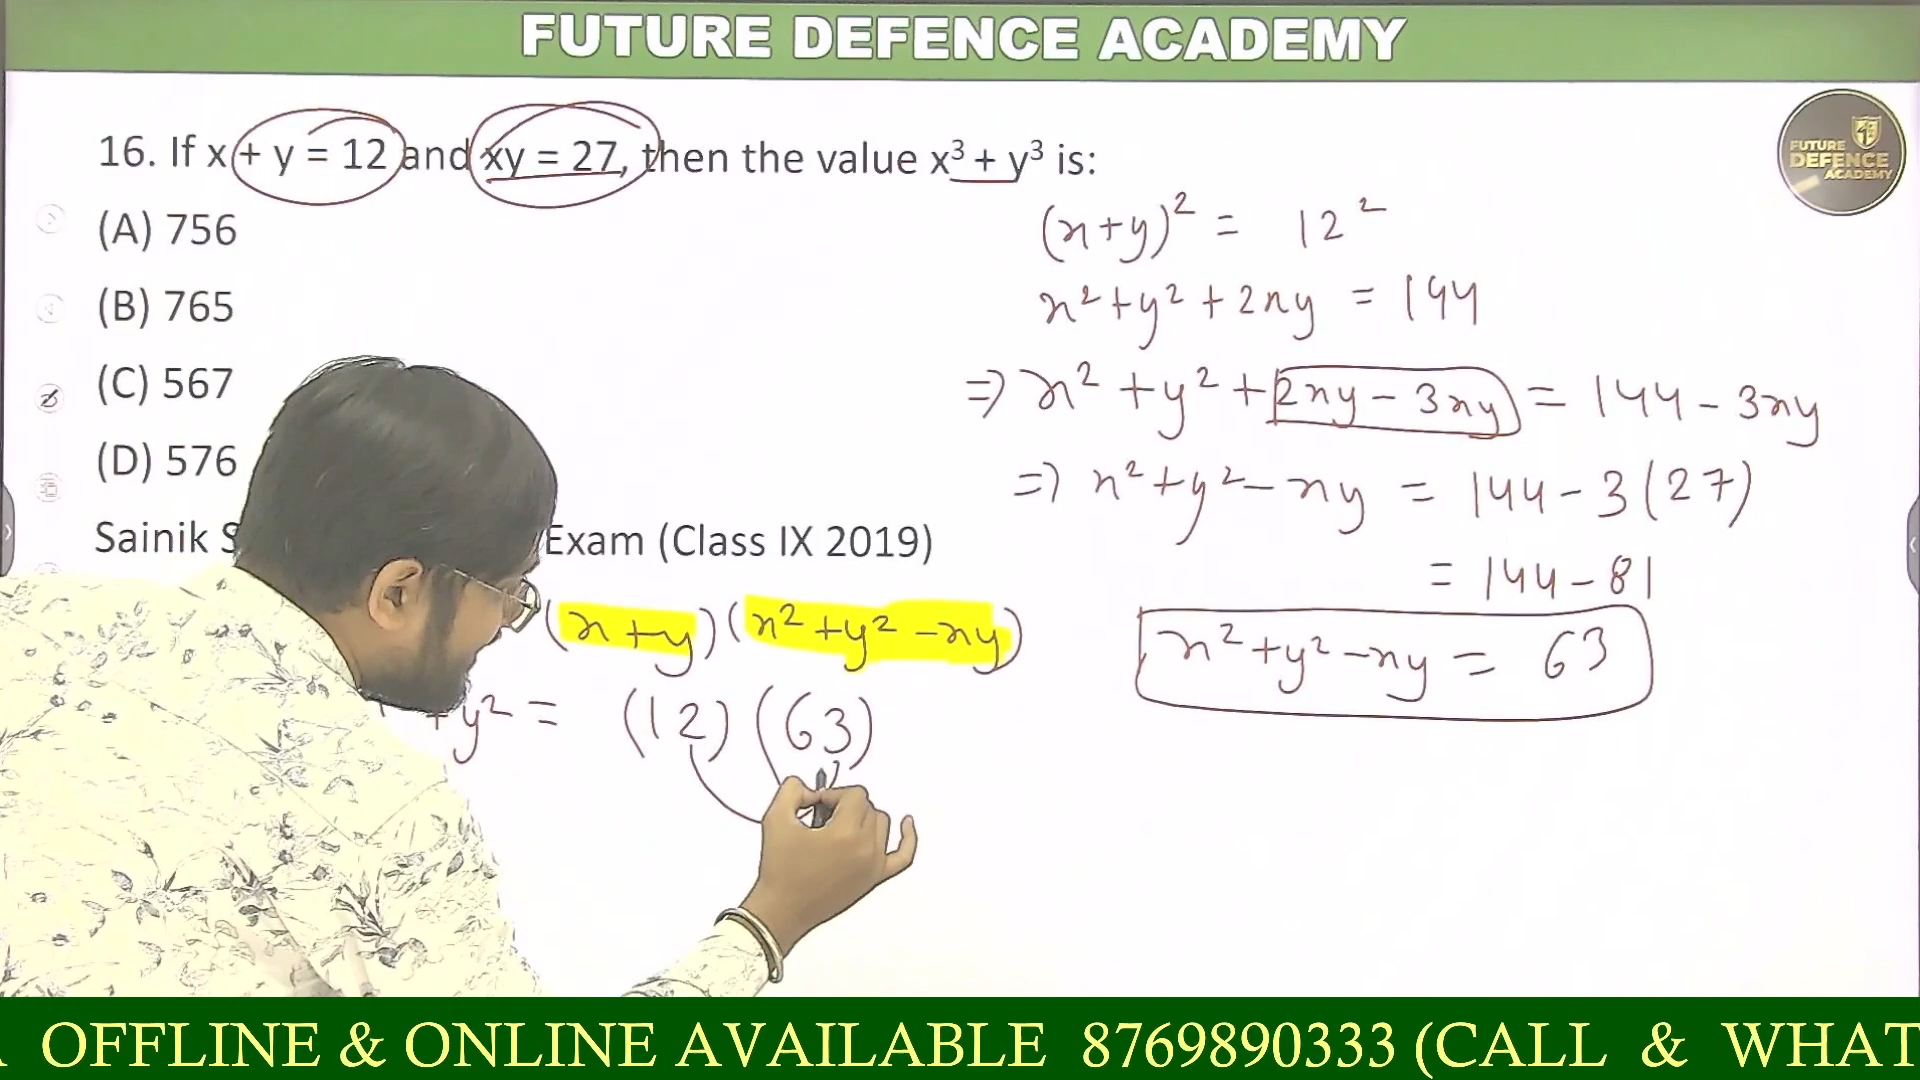 FUTURE DEFENCE ACADEMY
16. If x + y = 12 and xy = 27, then the value x³ + y³ is:
FUTURE
DEFENCE
ACADEMY
(A) 756
(B) 765
(C) 567
(D) 576
Sainik S Exam (Class IX 2019)
(x+y)(x²+y²-xy)
+y² = (12)(63)
(x+y)² = 12²
x²+y²+2xy = 144
⇒ x²+y²+2xy-3xy = 144-3xy
⇒ x²+y²-xy = 144-3(27)
= 144-81
x²+y²-xy = 63
OFFLINE & ONLINE AVAILABLE 8769890333 (CALL & WHAT